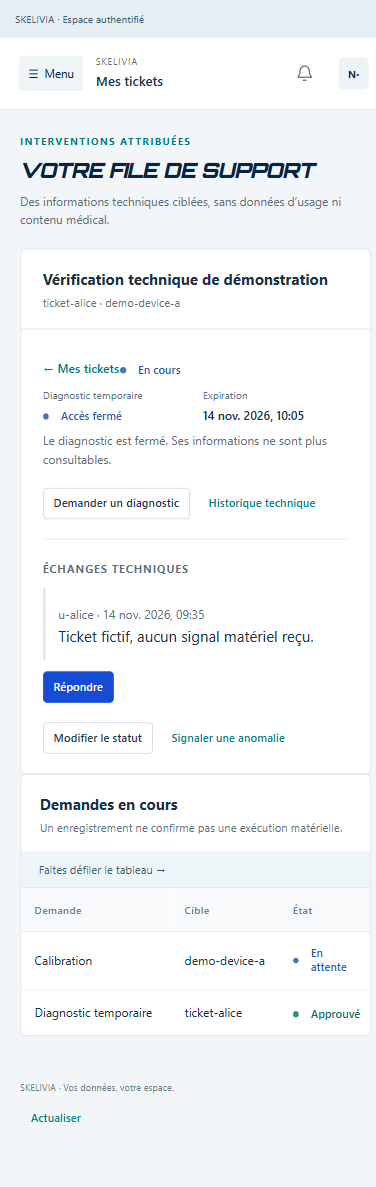 SKELIVIA · Espace authentifié
☰ Menu
SKELIVIA
Mes tickets
N·
INTERVENTIONS ATTRIBUÉES
VOTRE FILE DE SUPPORT
Des informations techniques ciblées, sans données d'usage ni
contenu médical.
Vérification technique de démonstration
ticket-alice · demo-device-a
← Mes tickets
En cours
Diagnostic temporaire
Expiration
Accès fermé
14 nov. 2026, 10:05
Le diagnostic est fermé. Ses informations ne sont plus
consultables.
Demander un diagnostic
Historique technique
ÉCHANGES TECHNIQUES
u-alice · 14 nov. 2026, 09:35
Ticket fictif, aucun signal matériel reçu.
Répondre
Modifier le statut
Signaler une anomalie
Demandes en cours
Un enregistrement ne confirme pas une exécution matérielle.
Faites défiler le tableau →
Demande
Cible
État
Calibration
demo-device-a
En
attente
Diagnostic temporaire
ticket-alice
Approuvé
SKELIVIA · Vos données, votre espace.
Actualiser